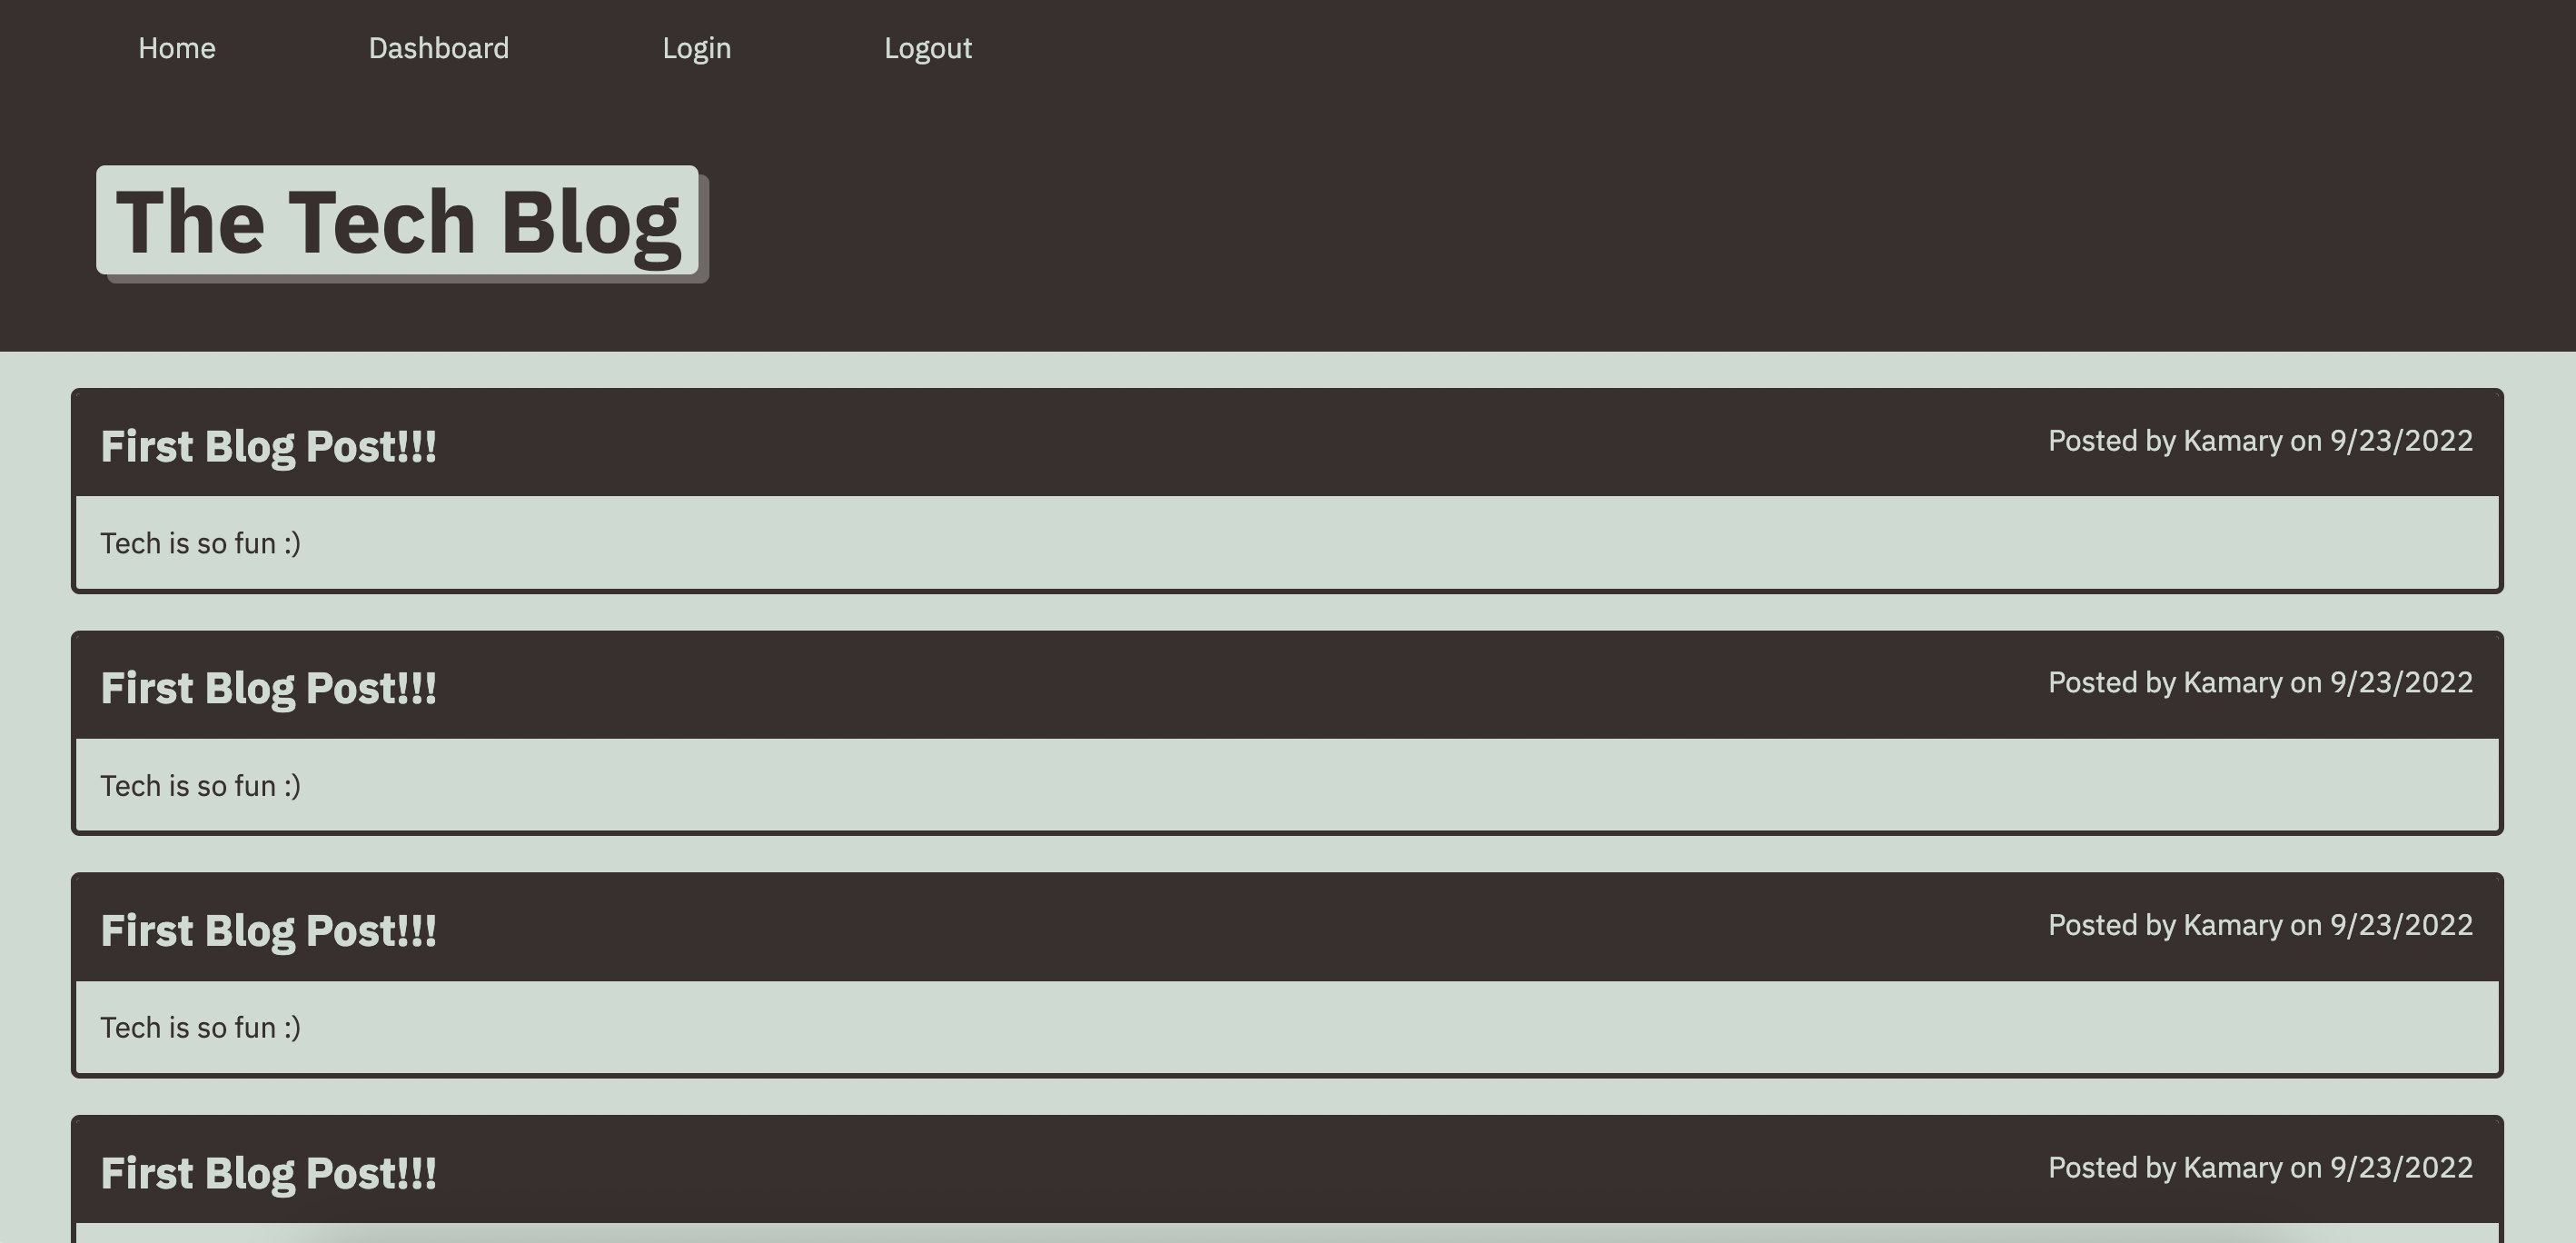 Home Dashboard Login Logout
The Tech Blog
First Blog Post!!! Posted by Kamary on 9/23/2022
Tech is so fun :)
First Blog Post!!! Posted by Kamary on 9/23/2022
Tech is so fun :)
First Blog Post!!! Posted by Kamary on 9/23/2022
Tech is so fun :)
First Blog Post!!! Posted by Kamary on 9/23/2022